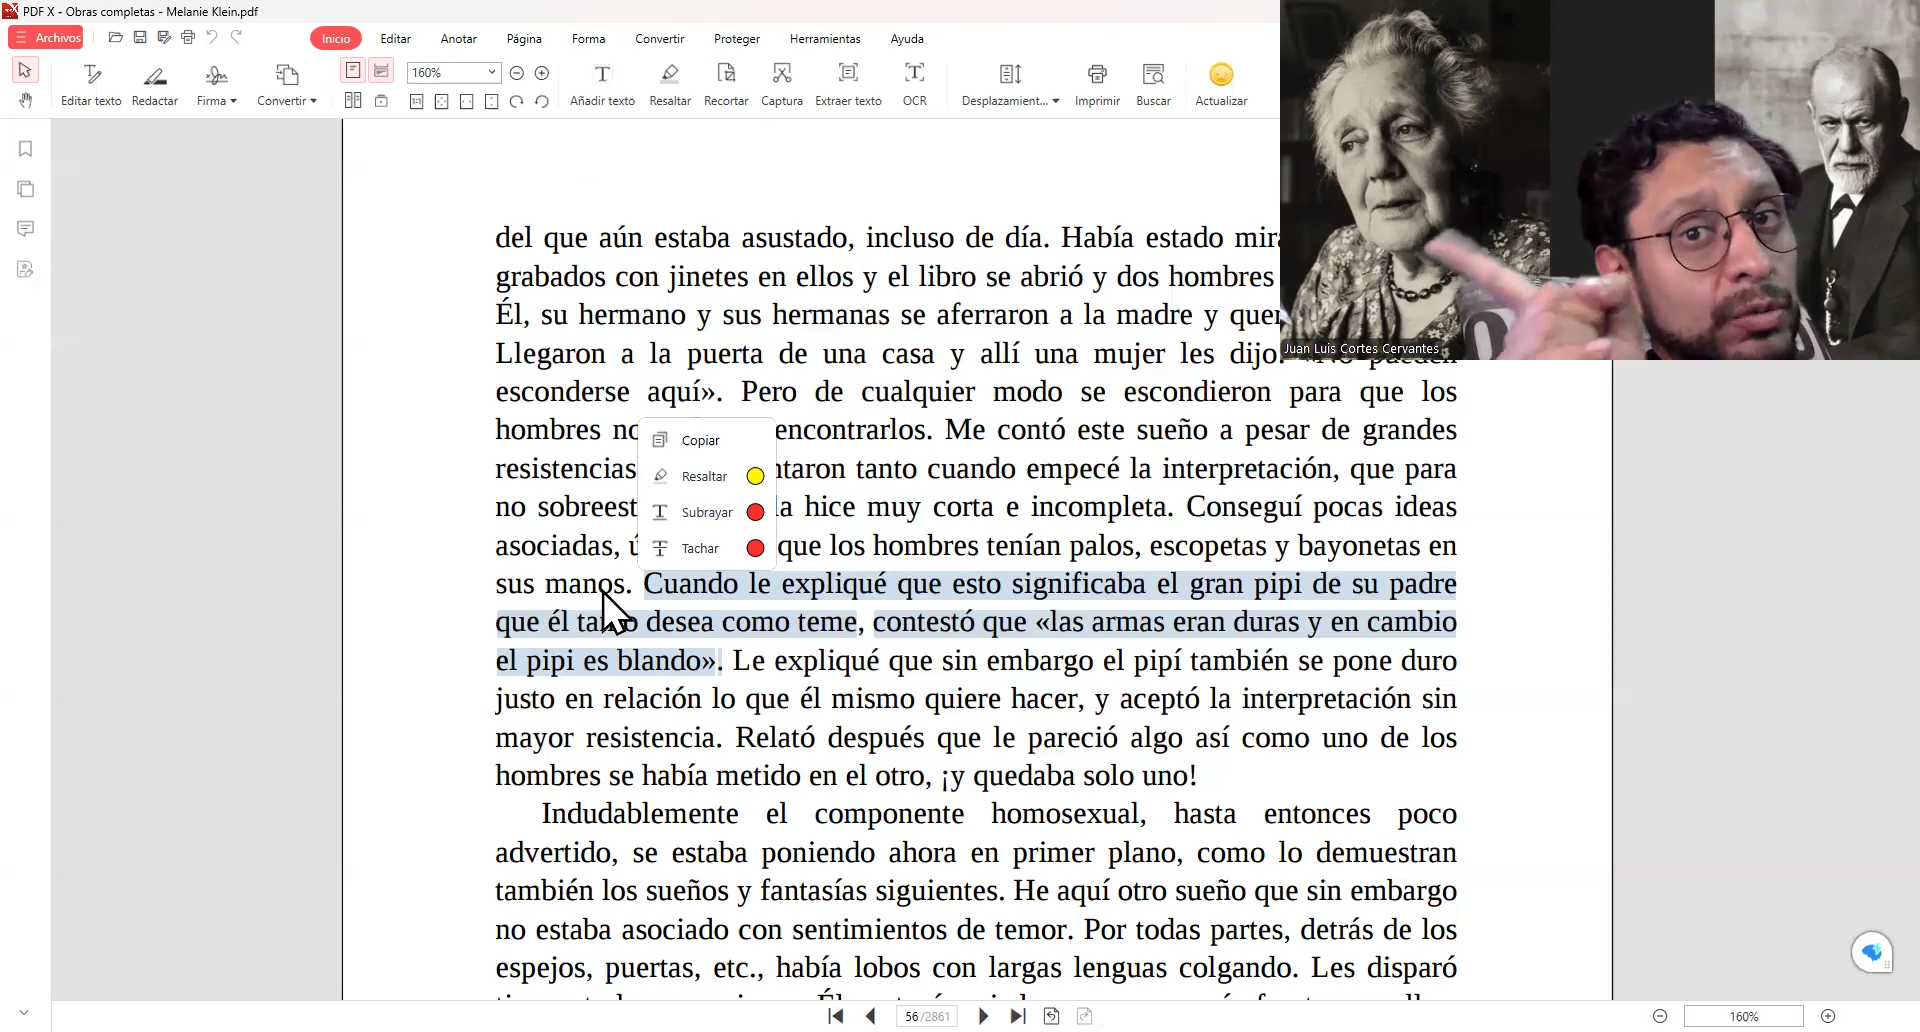 PDF X - Obras completas - Melanie Klein.pdf
Archivos
Inicio
Editar
Anotar
Página
Forma
Convertir
Proteger
Herramientas
Ayuda
160%
Editar texto
Redactar
Firma
Convertir
Añadir texto
Resaltar
Recortar
Captura
Extraer texto
OCR
Desplazamient...
Imprimir
Buscar
Actualizar
del que aún estaba asustado, incluso de día. Había estado
grabados con jinetes en ellos y el libro se abrió y dos hombres
Él, su hermano y sus hermanas se aferraron a la madre y
Juan Luis Cortes Cervantes
Llegaron a la puerta de una casa y allí una mujer les dijo: «No pueden
esconderse aquí». Pero de cualquier modo se escondieron para que los
hombres no encontrarlos. Me contó este sueño a pesar de grandes
resistencias cuando empecé la interpretación, que para
no la hice muy corta e incompleta. Conseguí pocas ideas
asociadas, que los hombres tenían palos, escopetas y bayonetas en
Copiar
Resaltar
Subrayar
Tachar
sus manos. Cuando le expliqué que esto significaba el gran pipi de su padre
que él tanto desea como teme, contestó que «las armas eran duras y en cambio
el pipi es blando». Le expliqué que sin embargo el pipí también se pone duro
justo en relación lo que él mismo quiere hacer, y aceptó la interpretación sin
mayor resistencia. Relató después que le pareció algo así como uno de los
hombres se había metido en el otro, ¡y quedaba solo uno!
Indudablemente el componente homosexual, hasta entonces poco
advertido, se estaba poniendo ahora en primer plano, como lo demuestran
también los sueños y fantasías siguientes. He aquí otro sueño que sin embargo
no estaba asociado con sentimientos de temor. Por todas partes, detrás de los
espejos, puertas, etc., había lobos con largas lenguas colgando. Les disparó
56/2861
160%